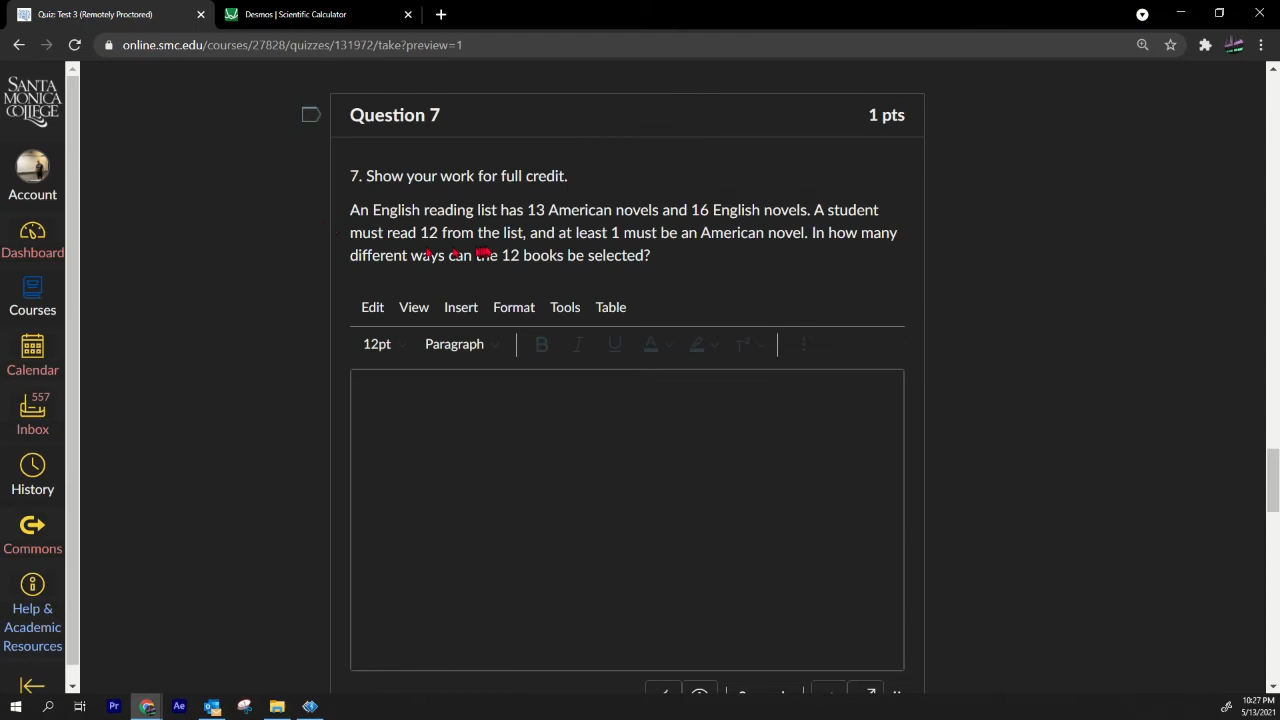 Quiz: Test 3 (Remotely Proctored)
Desmos | Scientific Calculator
online.smc.edu/courses/27828/quizzes/131972/take?preview=1
SANTA
MONICA
COLLEGE
Account
Dashboard
Courses
Calendar
557
Inbox
History
Commons
Help &
Academic
Resources
Question 7
1 pts
7. Show your work for full credit.
An English reading list has 13 American novels and 16 English novels. A student
must read 12 from the list, and at least 1 must be an American novel. In how many
different ways can the 12 books be selected?
Edit View Insert Format Tools Table
12pt Paragraph B I U A T²
Pr Ae
10:27 PM
5/13/2021